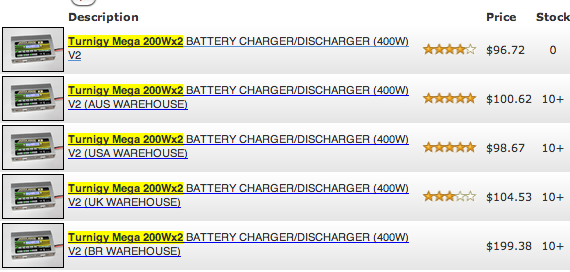 Description Price Stock
Turnigy Mega 200Wx2 BATTERY CHARGER/DISCHARGER (400W)
V2
$96.72 0
Turnigy Mega 200Wx2 BATTERY CHARGER/DISCHARGER (400W)
V2 (AUS WAREHOUSE)
$100.62 10+
Turnigy Mega 200Wx2 BATTERY CHARGER/DISCHARGER (400W)
V2 (USA WAREHOUSE)
$98.67 10+
Turnigy Mega 200Wx2 BATTERY CHARGER/DISCHARGER (400W)
V2 (UK WAREHOUSE)
$104.53 10+
Turnigy Mega 200Wx2 BATTERY CHARGER/DISCHARGER (400W)
V2 (BR WAREHOUSE)
$199.38 10+